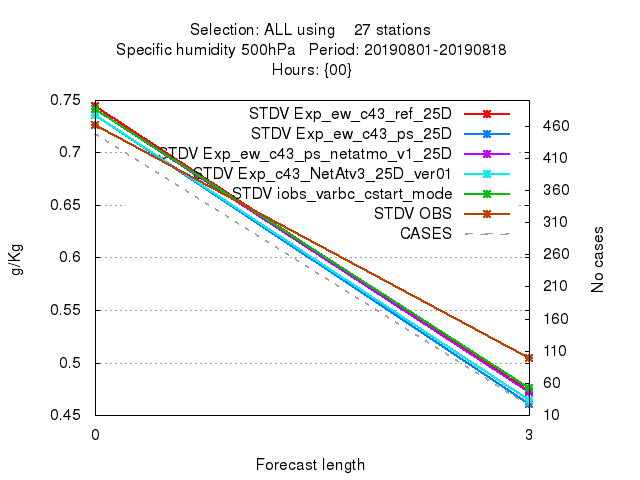 Selection: ALL using    27 stations
Specific humidity 500hPa   Period: 20190801-20190818
Hours: {00}
0.75
0.7
0.65
0.6
0.55
0.5
0.45
g/Kg
STDV Exp_ew_c43_ref_25D
STDV Exp_ew_c43_ps_25D
STDV Exp_ew_c43_ps_netatmo_v1_25D
STDV Exp_c43_NetAtv3_25D_ver01
STDV iobs_varbc_cstart_mode
STDV OBS
CASES
460
410
360
310
260
210
160
110
60
10
No cases
0
3
Forecast length